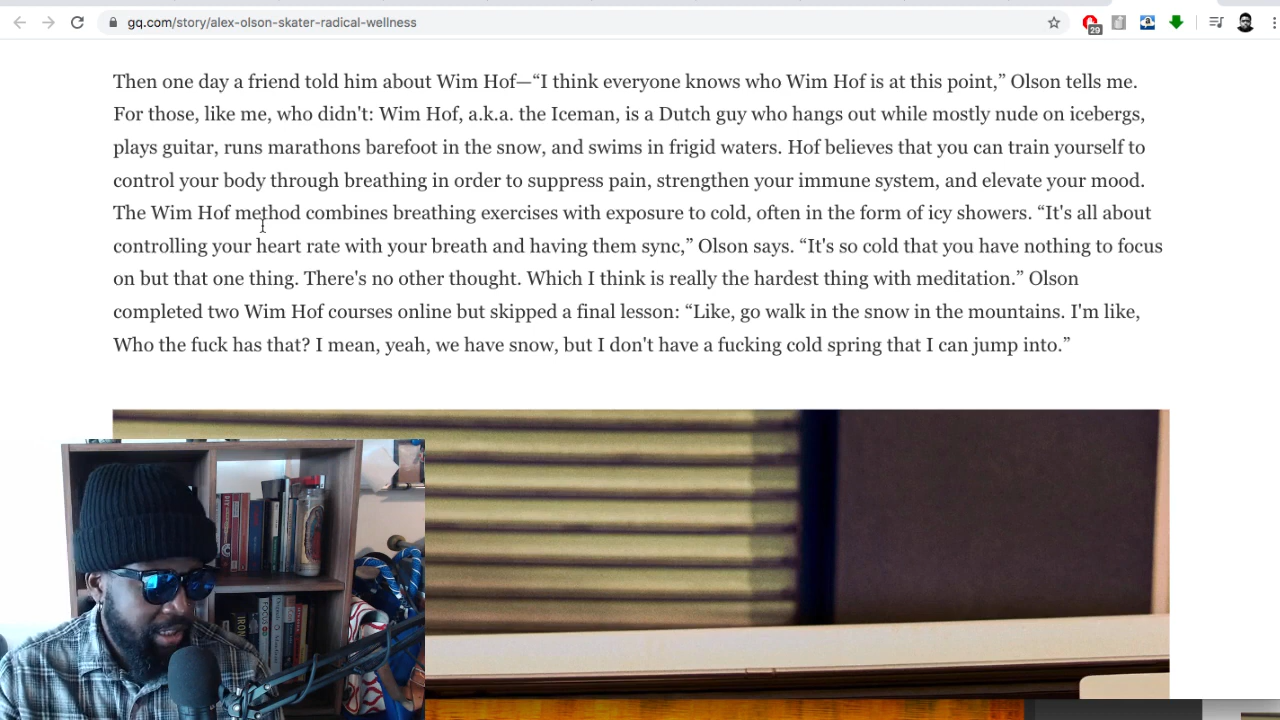 gq.com/story/alex-olson-skater-radical-wellness
29
Then one day a friend told him about Wim Hof—“I think everyone knows who Wim Hof is at this point,” Olson tells me.
For those, like me, who didn't: Wim Hof, a.k.a. the Iceman, is a Dutch guy who hangs out while mostly nude on icebergs,
plays guitar, runs marathons barefoot in the snow, and swims in frigid waters. Hof believes that you can train yourself to
control your body through breathing in order to suppress pain, strengthen your immune system, and elevate your mood.
The Wim Hof method combines breathing exercises with exposure to cold, often in the form of icy showers. “It's all about
controlling your heart rate with your breath and having them sync,” Olson says. “It's so cold that you have nothing to focus
on but that one thing. There's no other thought. Which I think is really the hardest thing with meditation.” Olson
completed two Wim Hof courses online but skipped a final lesson: “Like, go walk in the snow in the mountains. I'm like,
Who the fuck has that? I mean, yeah, we have snow, but I don't have a fucking cold spring that I can jump into.”